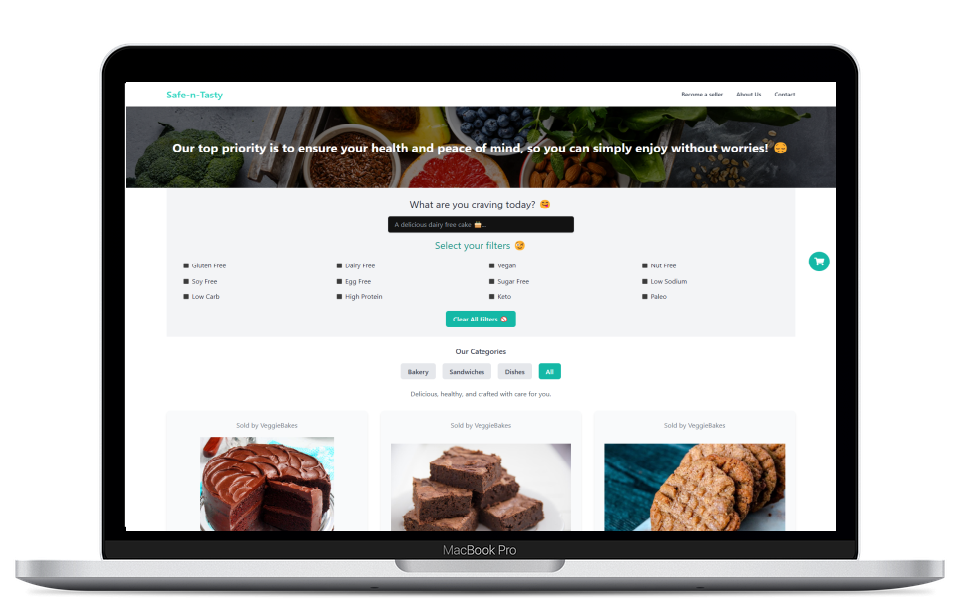 Safe-n-Tasty
Become a seller About Us Contact
Our top priority is to ensure your health and peace of mind, so you can simply enjoy without worries! 😋
What are you craving today? 😋
A delicious dairy free cake 🍰...
Select your filters 😋
Gluten Free Dairy Free Vegan Nut Free
Soy Free Egg Free Sugar Free Low Sodium
Low Carb High Protein Keto Paleo
Clear All Filters
Our Categories
Bakery Sandwiches Dishes All
Delicious, healthy, and crafted with care for you.
Sold by VeggieBakes Sold by VeggieBakes Sold by VeggieBakes
MacBook Pro